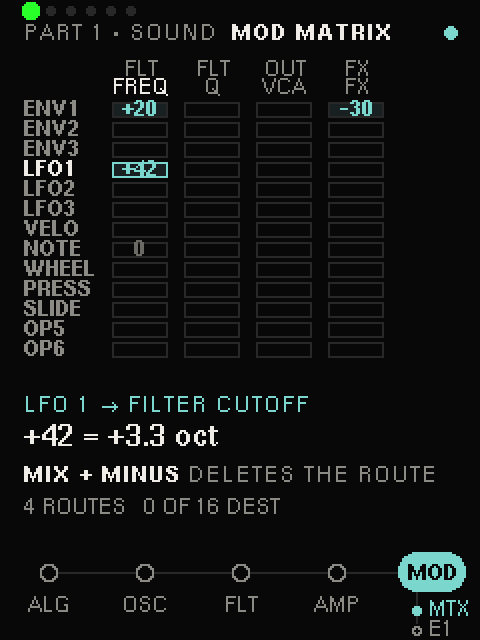 PART 1 · SOUND MOD MATRIX
FLT FLT OUT FX
FREQ Q VCA FX
ENV1 +20 -30
ENV2
ENV3
LFO1 +42
LFO2
LFO3
VELO
NOTE 0
WHEEL
PRESS
SLIDE
OP5
OP6
LFO 1 → FILTER CUTOFF
+42 = +3.3 oct
MIX + MINUS DELETES THE ROUTE
4 ROUTES 0 OF 16 DEST
MOD
ALG OSC FLT AMP
MTX
E1